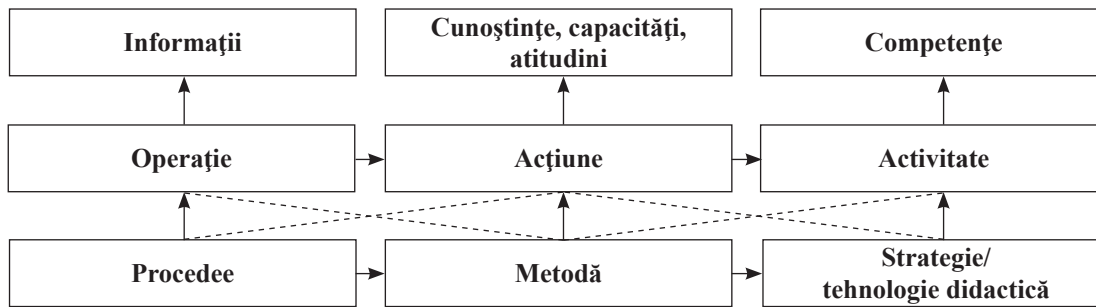 Informaţii
Cunoştinţe, capacităţi,
atitudini
Competenţe
Operaţie
Acţiune
Activitate
Procedee
Metodă
Strategie/
tehnologie didactică